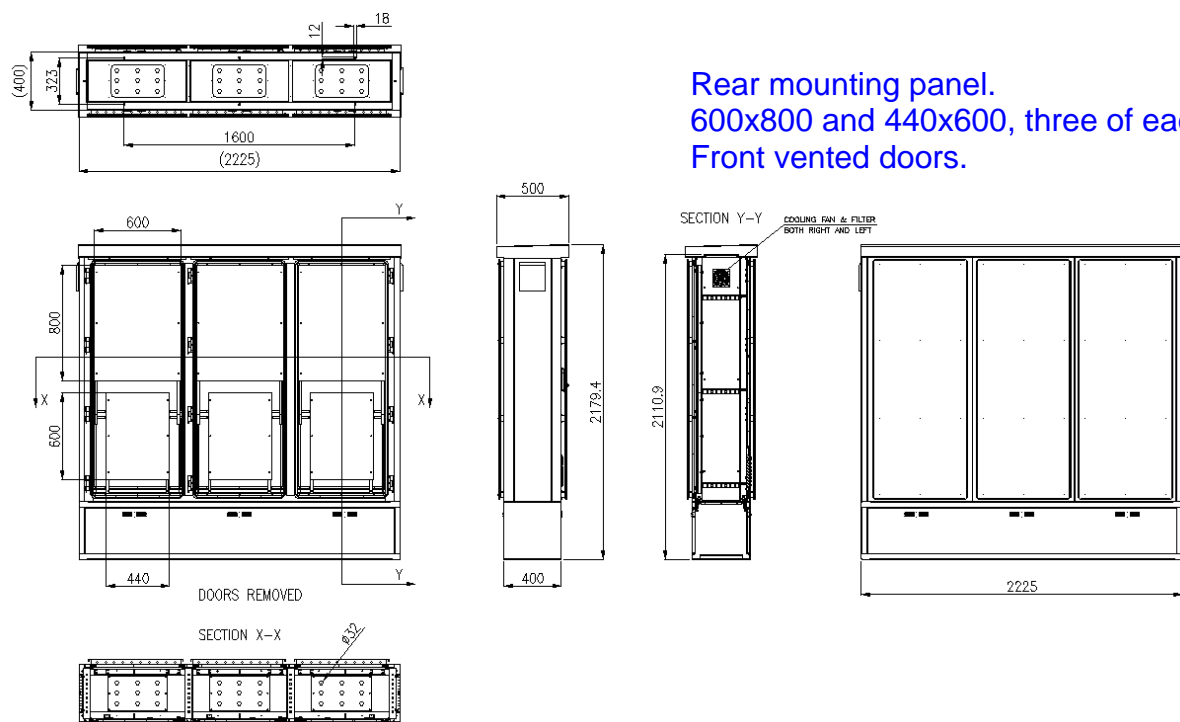 12
18
(400)
323
1600
(2225)
Rear mounting panel.
600x800 and 440x600, three of eac
Front vented doors.
600
Y
500
SECTION Y-Y
COOLING FAN & FILTER
BOTH RIGHT AND LEFT
800
X
X
600
2179.4
2110.9
440
Y
400
2225
DOORS REMOVED
SECTION X-X
ø32